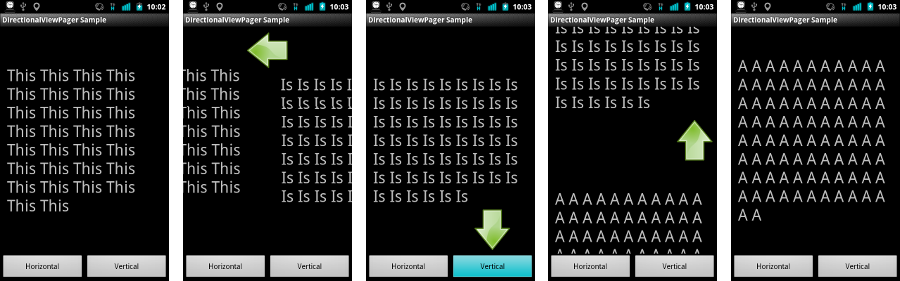 10:02
DirectionalViewPager Sample
This This This This
This This This This
This This This This
This This This This
This This This This
This This This This
This This This This
This This
Horizontal
Vertical
10:03
DirectionalViewPager Sample
This This
This This
This This
This This
This This
This This
This This
Is Is Is Is I
Is Is Is Is I
Is Is Is Is I
Is Is Is Is I
Is Is Is Is I
Is Is Is Is I
Is Is Is Is I
Horizontal
Vertical
10:03
DirectionalViewPager Sample
Is Is Is Is Is Is Is Is Is
Is Is Is Is Is Is Is Is Is
Is Is Is Is Is Is Is Is Is
Is Is Is Is Is Is Is Is Is
Is Is Is Is Is Is Is Is Is
Is Is Is Is Is Is Is Is Is
Is Is Is Is Is Is
Horizontal
Vertical
10:03
DirectionalViewPager Sample
Is Is Is Is Is Is Is Is Is
Is Is Is Is Is Is Is Is Is
Is Is Is Is Is Is Is Is Is
Is Is Is Is Is Is Is Is Is
Is Is Is Is Is Is
A A A A A A A A A A A
A A A A A A A A A A A
A A A A A A A A A A A
Horizontal
Vertical
10:03
DirectionalViewPager Sample
A A A A A A A A A A A
A A A A A A A A A A A
A A A A A A A A A A A
A A A A A A A A A A A
A A A A A A A A A A A
A A A A A A A A A A A
A A A A A A A A A A A
A A A A A A A A A A A
A A
Horizontal
Vertical